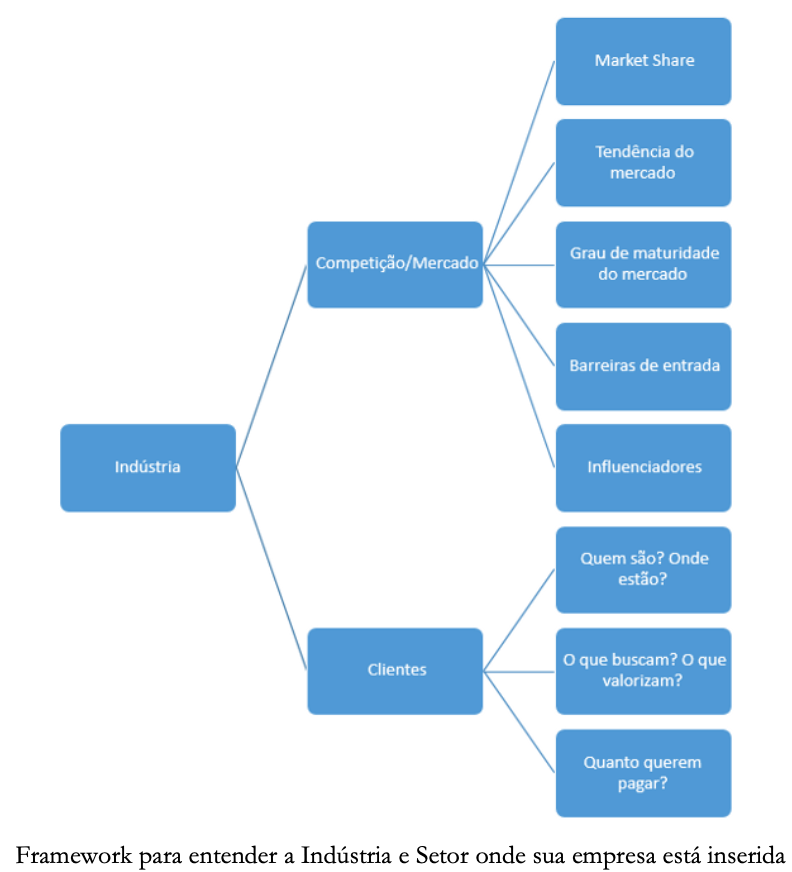 Market Share
Tendência do
mercado
Competição/Mercado
Grau de maturidade
do mercado
Barreiras de entrada
Indústria
Influenciadores
Quem são? Onde
estão?
Clientes
O que buscam? O que
valorizam?
Quanto querem
pagar?
Framework para entender a Indústria e Setor onde sua empresa está inserida